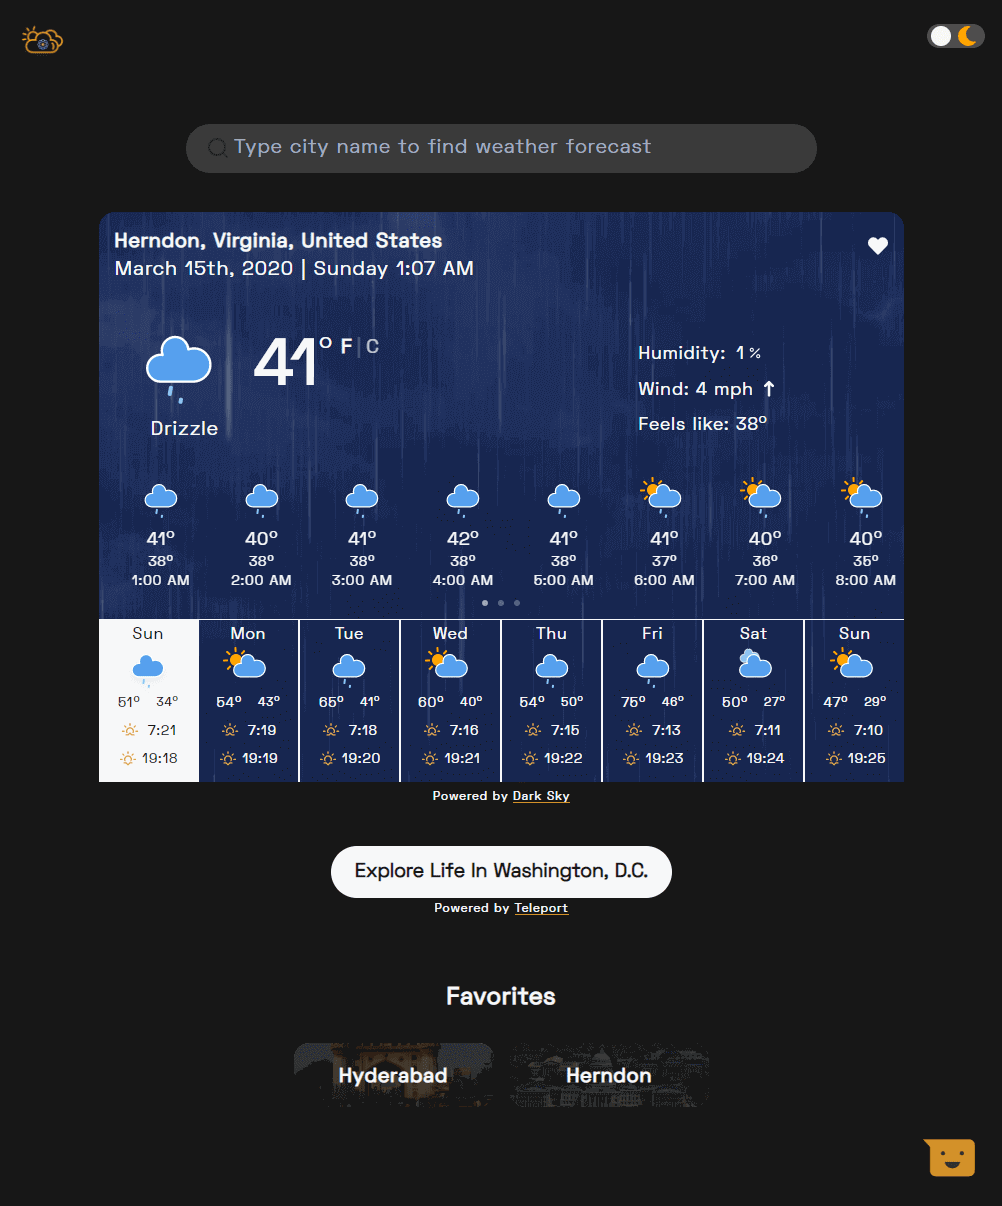 Type city name to find weather forecast
Herndon, Virginia, United States
March 15th, 2020 | Sunday 1:07 AM
41° F|C
Drizzle
Humidity: 1 %
Wind: 4 mph ↑
Feels like: 38°
41° 40° 41° 42° 41° 41° 40° 40°
38° 38° 38° 38° 38° 37° 36° 35°
1:00 AM 2:00 AM 3:00 AM 4:00 AM 5:00 AM 6:00 AM 7:00 AM 8:00 AM
Sun Mon Tue Wed Thu Fri Sat Sun
51° 34° 54° 43° 65° 41° 60° 40° 54° 50° 75° 46° 50° 27° 47° 29°
7:21 7:19 7:18 7:16 7:15 7:13 7:11 7:10
19:18 19:19 19:20 19:21 19:22 19:23 19:24 19:25
Powered by Dark Sky
Explore Life In Washington, D.C.
Powered by Teleport
Favorites
Hyderabad Herndon